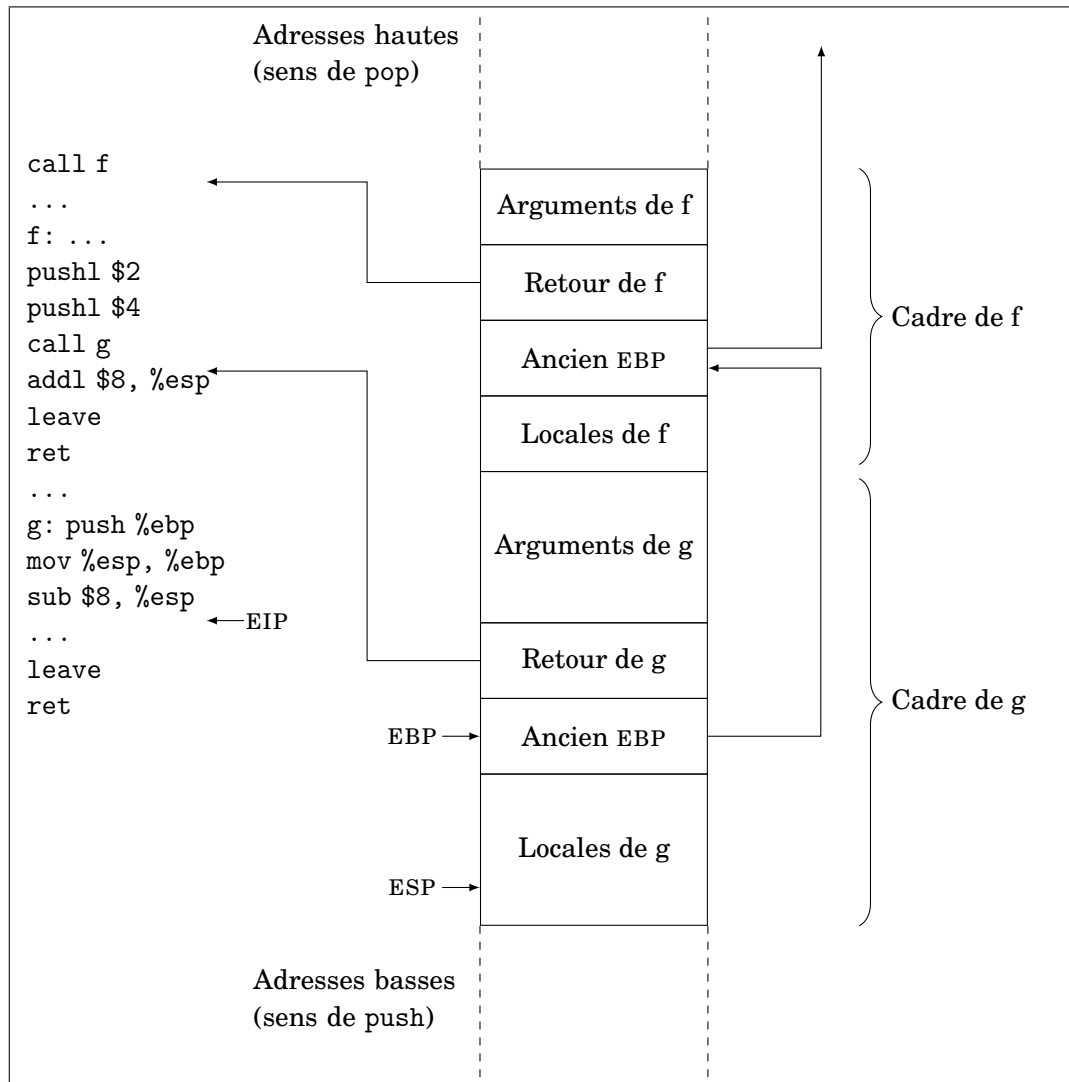 Adresses hautes
(sens de pop)
call f
...
f: ...
pushl $2
pushl $4
call g
addl $8, %esp
leave
ret
...
g: push %ebp
mov %esp, %ebp
sub $8, %esp
...
leave
ret
EIP
Arguments de f
Retour de f
Ancien EBP
Locales de f
Arguments de g
Retour de g
EBP
Ancien EBP
Locales de g
ESP
Cadre de f
Cadre de g
Adresses basses
(sens de push)